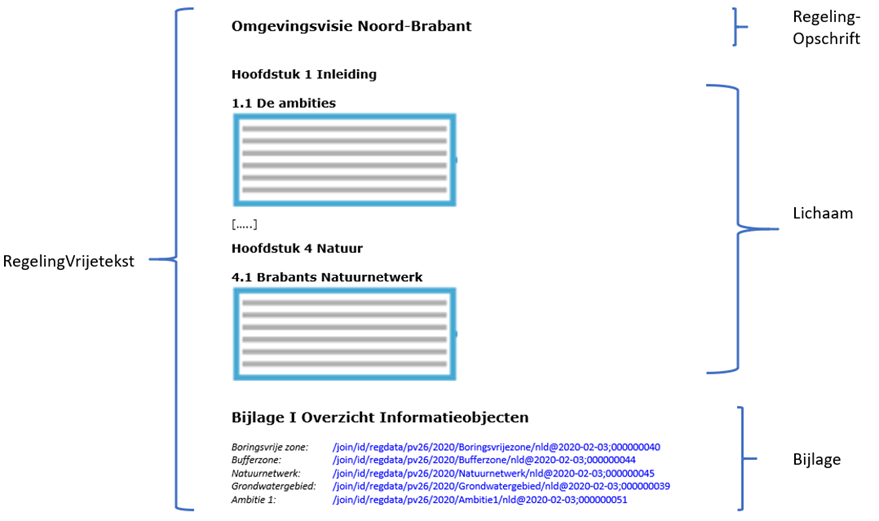 Omgevingsvisie Noord-Brabant
Regeling-
Opschrift
Hoofdstuk 1 Inleiding
1.1 De ambities
[…..]
Lichaam
Hoofdstuk 4 Natuur
RegelingVrijetekst
4.1 Brabants Natuurnetwerk
Bijlage I Overzicht Informatieobjecten
Boringsvrije zone: /join/id/regdata/pv26/2020/Boringsvrijezone/nld@2020-02-03;000000040
Bufferzone: /join/id/regdata/pv26/2020/Bufferzone/nld@2020-02-03;000000044
Natuurnetwerk: /join/id/regdata/pv26/2020/Natuurnetwerk/nld@2020-02-03;000000045
Grondwatergebied: /join/id/regdata/pv26/2020/Grondwatergebied/nld@2020-02-03;000000039
Ambitie 1: /join/id/regdata/pv26/2020/Ambitie1/nld@2020-02-03;000000051
Bijlage